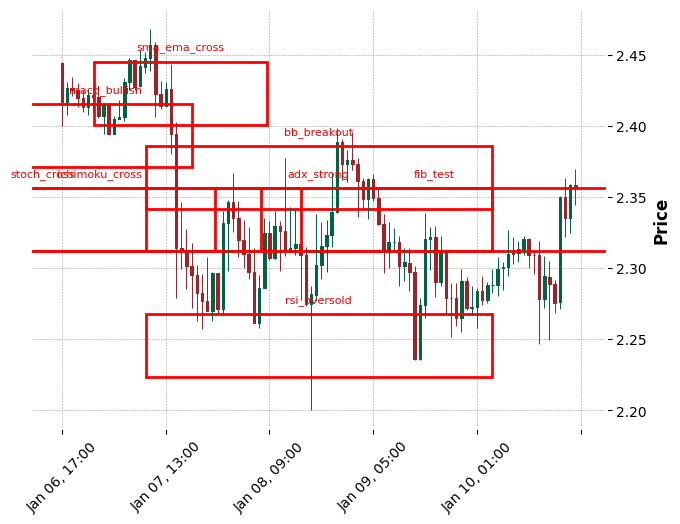 sma_ema_cross
macd_bullish
bb_breakout
stoch_cross
ichimoku_cross
adx_strong
fib_test
rsi_oversold
2.45
2.40
2.35
2.30
2.25
2.20
Price
Jan 06, 17:00
Jan 07, 13:00
Jan 08, 09:00
Jan 09, 05:00
Jan 10, 01:00